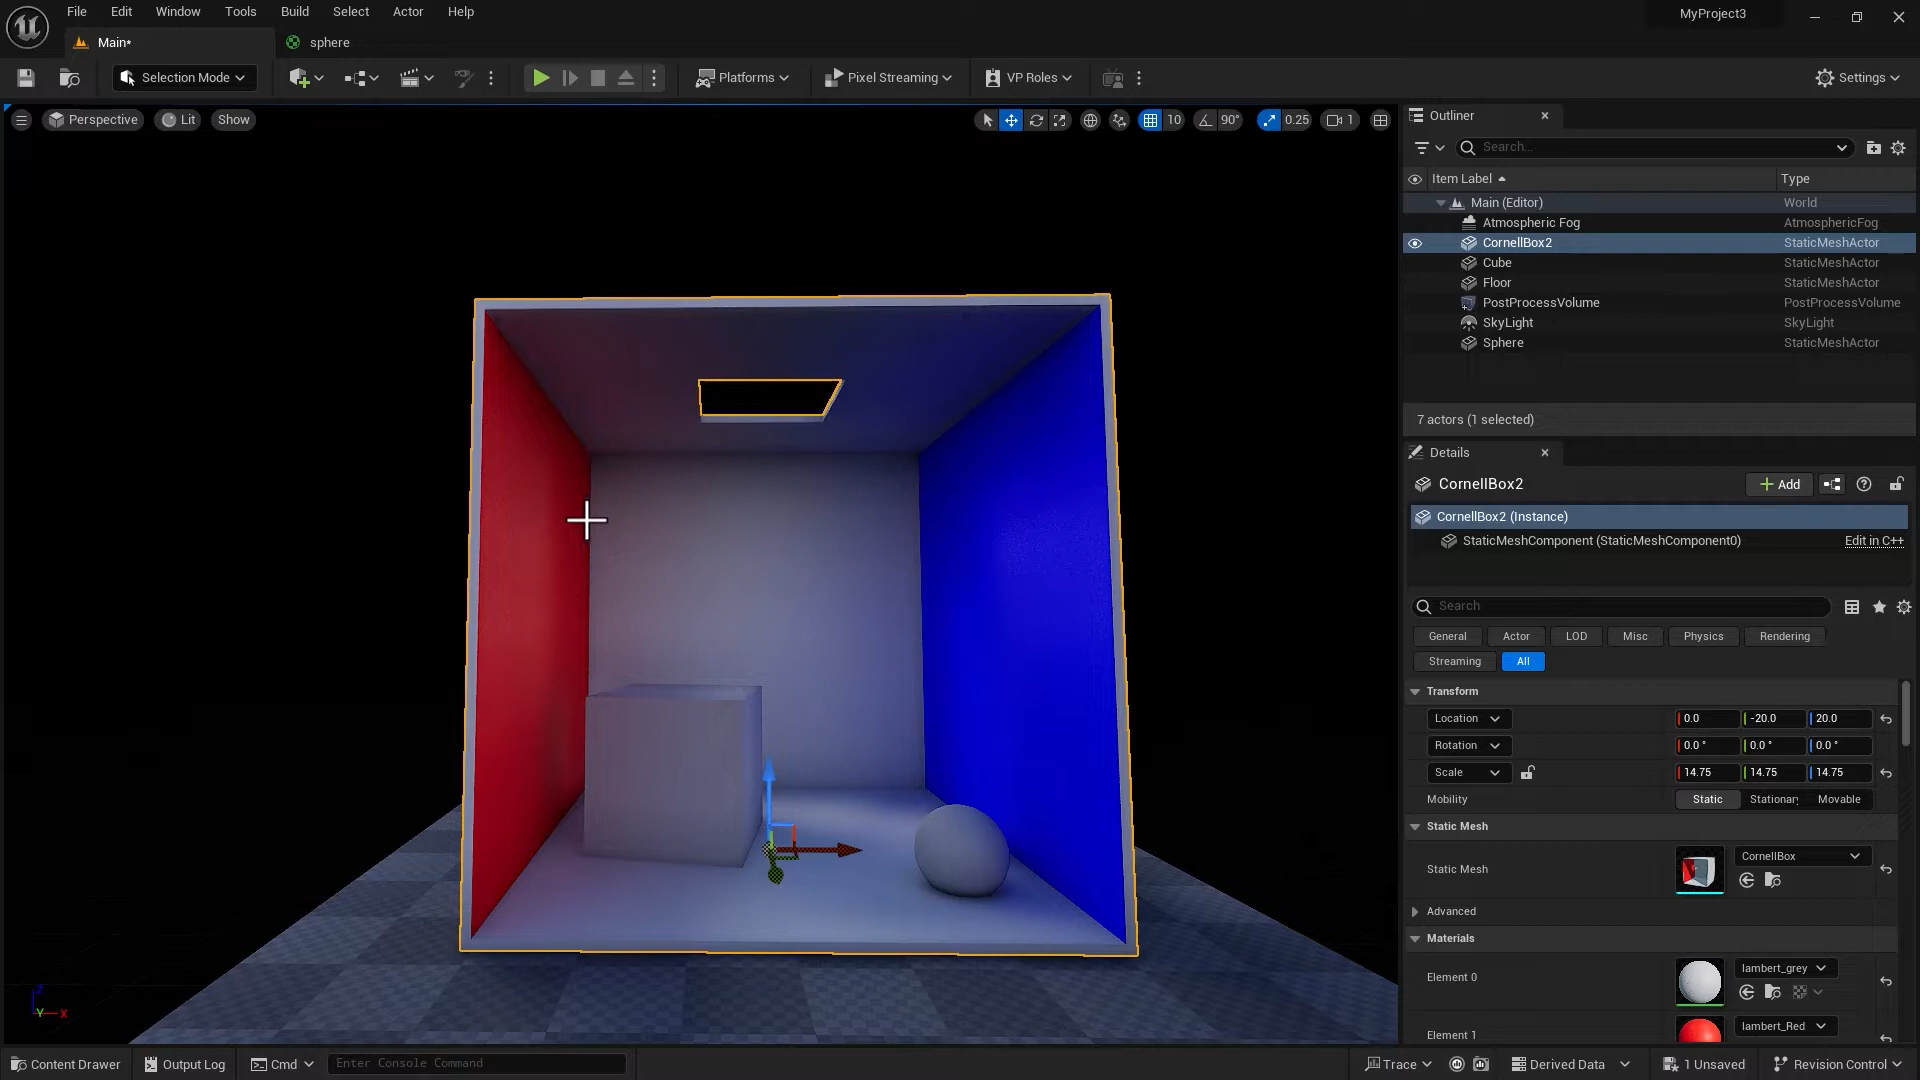 File Edit Window Tools Build Select Actor Help
MyProject3
Main*
sphere
Selection Mode
Platforms
Pixel Streaming
VP Roles
Settings
Perspective
Lit
Show
10
90°
0.25
1
Outliner
Search...
Item Label
Type
Main (Editor) World
Atmospheric Fog AtmosphericFog
CornellBox2 StaticMeshActor
Cube StaticMeshActor
Floor StaticMeshActor
PostProcessVolume PostProcessVolume
SkyLight SkyLight
Sphere StaticMeshActor
7 actors (1 selected)
Details
CornellBox2
Add
CornellBox2 (Instance)
StaticMeshComponent (StaticMeshComponent0) Edit in C++
Search
General Actor LOD Misc Physics Rendering
Streaming All
Transform
Location 0.0 -20.0 20.0
Rotation 0.0 ° 0.0 ° 0.0 °
Scale 14.75 14.75 14.75
Mobility Static Stationary Movable
Static Mesh
CornellBox
Static Mesh
Advanced
Materials
lambert_grey
Element 0
lambert_Red
Element 1
Z
Y X
Content Drawer
Output Log
Cmd
Enter Console Command
Trace
Derived Data
1 Unsaved
Revision Control